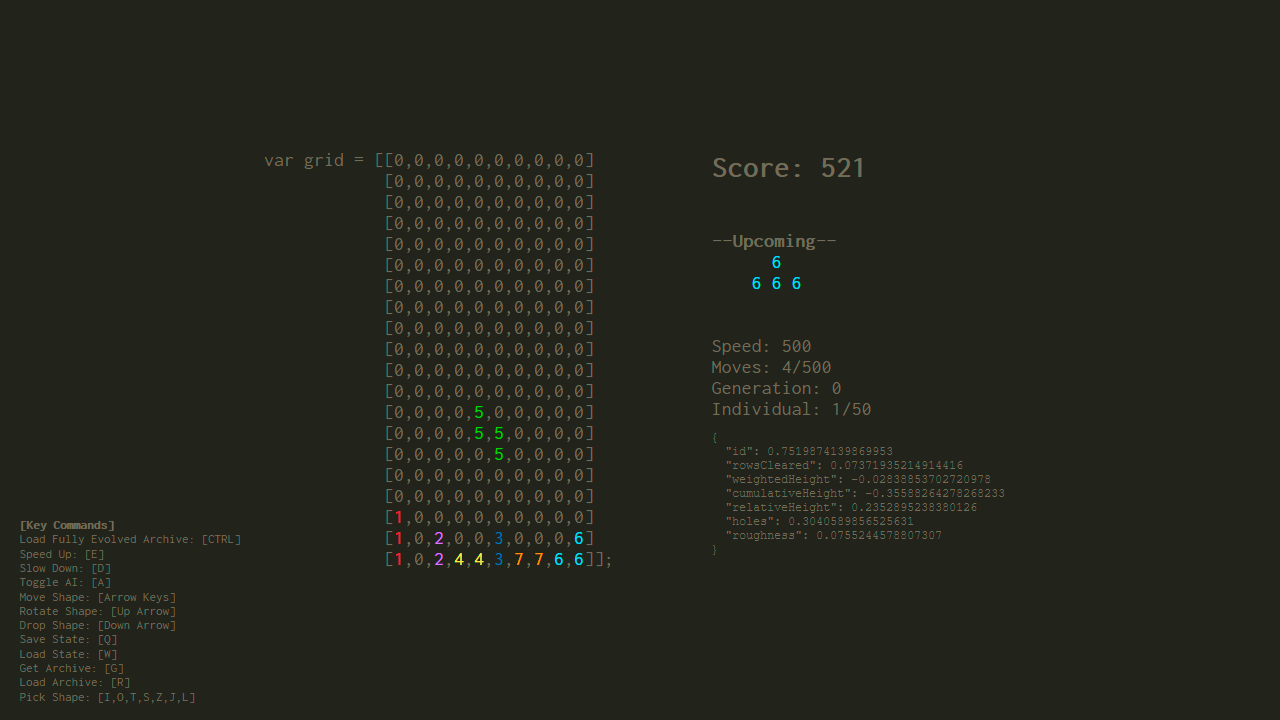 var grid = [[0,0,0,0,0,0,0,0,0,0]
[0,0,0,0,0,0,0,0,0,0]
[0,0,0,0,0,0,0,0,0,0]
[0,0,0,0,0,0,0,0,0,0]
[0,0,0,0,0,0,0,0,0,0]
[0,0,0,0,0,0,0,0,0,0]
[0,0,0,0,0,0,0,0,0,0]
[0,0,0,0,0,0,0,0,0,0]
[0,0,0,0,0,0,0,0,0,0]
[0,0,0,0,0,0,0,0,0,0]
[0,0,0,0,0,0,0,0,0,0]
[0,0,0,0,0,0,0,0,0,0]
[0,0,0,0,5,0,0,0,0,0]
[0,0,0,0,5,5,0,0,0,0]
[0,0,0,0,0,5,0,0,0,0]
[0,0,0,0,0,0,0,0,0,0]
[0,0,0,0,0,0,0,0,0,0]
[1,0,0,0,0,0,0,0,0,0]
[1,0,2,0,0,3,0,0,0,6]
[1,0,2,4,4,3,7,7,6,6]];
Score: 521
--Upcoming--
6
6 6 6
Speed: 500
Moves: 4/500
Generation: 0
Individual: 1/50
{
"id": 0.7519874139869953
"rowsCleared": 0.07371935214914416
"weightedHeight": -0.02838853702720978
"cumulativeHeight": -0.35588264278268233
"relativeHeight": 0.2352895238380126
"holes": 0.3040589856525631
"roughness": 0.0755244578807307
}
[Key Commands]
Load Fully Evolved Archive: [CTRL]
Speed Up: [E]
Slow Down: [D]
Toggle AI: [A]
Move Shape: [Arrow Keys]
Rotate Shape: [Up Arrow]
Drop Shape: [Down Arrow]
Save State: [Q]
Load State: [W]
Get Archive: [G]
Load Archive: [R]
Pick Shape: [I,O,T,S,Z,J,L]